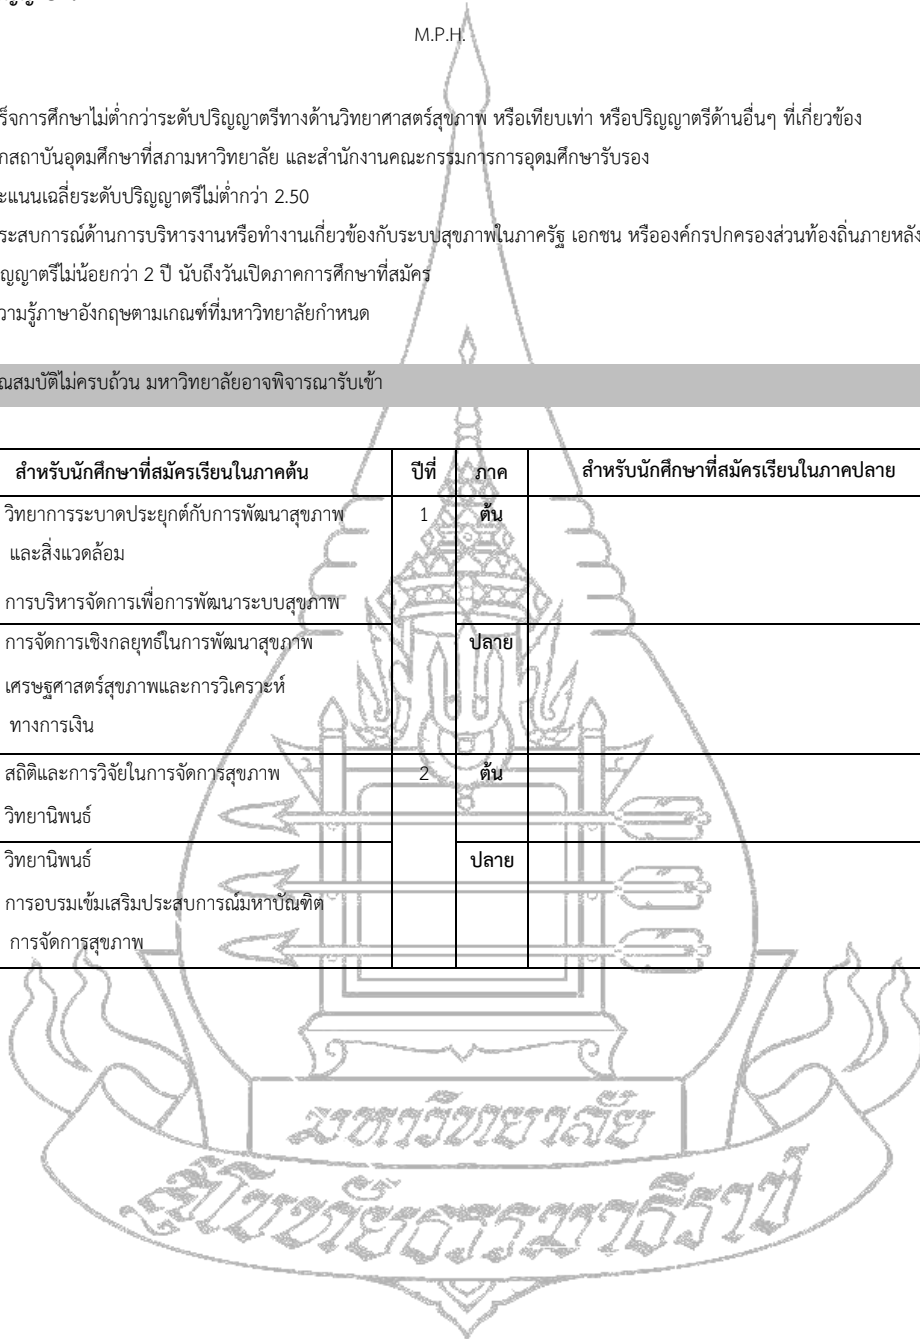 M.P.H.
ร็จการศึกษาไม่ต่ำกว่าระดับปริญญาตรีทางด้านวิทยาศาสตร์สุขภาพ หรือเทียบเท่า หรือปริญญาตรีด้านอื่นๆ ที่เกี่ยวข้อง
กสถาบันอุดมศึกษาที่สภามหาวิทยาลัย และสำนักงานคณะกรรมการการอุดมศึกษารับรอง
ะแนนเฉลี่ยระดับปริญญาตรีไม่ต่ำกว่า 2.50
ระสบการณ์ด้านการบริหารงานหรือทำงานเกี่ยวข้องกับระบบสุขภาพในภาครัฐ เอกชน หรือองค์กรปกครองส่วนท้องถิ่นภายหลัง
ญญาตรีไม่น้อยกว่า 2 ปี นับถึงวันเปิดภาคการศึกษาที่สมัคร
วามรู้ภาษาอังกฤษตามเกณฑ์ที่มหาวิทยาลัยกำหนด
ณสมบัติไม่ครบถ้วน มหาวิทยาลัยอาจพิจารณารับเข้า
สำหรับนักศึกษาที่สมัครเรียนในภาคต้น ปีที่ ภาค สำหรับนักศึกษาที่สมัครเรียนในภาคปลาย
วิทยาการระบาดประยุกต์กับการพัฒนาสุขภาพ 1 ต้น
และสิ่งแวดล้อม
การบริหารจัดการเพื่อการพัฒนาระบบสุขภาพ
การจัดการเชิงกลยุทธ์ในการพัฒนาสุขภาพ ปลาย
เศรษฐศาสตร์สุขภาพและการวิเคราะห์
ทางการเงิน
สถิติและการวิจัยในการจัดการสุขภาพ 2 ต้น
วิทยานิพนธ์
วิทยานิพนธ์ ปลาย
การอบรมเข้มเสริมประสบการณ์มหาบัณฑิต
การจัดการสุขภาพ
มหาวิทยาลัย
สุโขทัยธรรมาธิราช